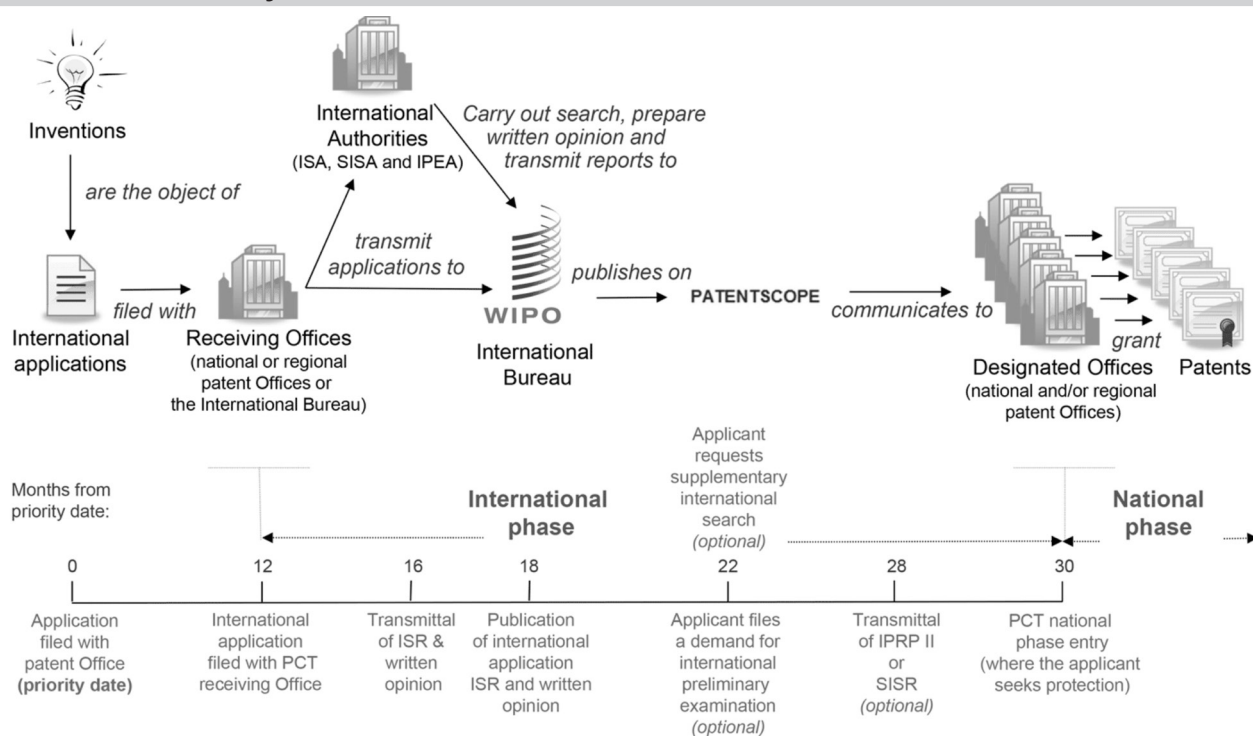 Inventions
are the object of
International
applications
filed with
Receiving Offices
(national or regional
patent Offices or
the International Bureau)
International
Authorities
(ISA, SISA and IPEA)
transmit
applications to
Carry out search, prepare
written opinion and
transmit reports to
WIPO
International
Bureau
publishes on
PATENTSCOPE
communicates to
Designated Offices
(national and/or regional
patent Offices)
grant
Patents
Months from
priority date:
International
phase
Applicant
requests
supplementary
international
search
(optional)
National
phase
0
12
16
18
22
28
30
Application
filed with
patent Office
(priority date)
International
application
filed with PCT
receiving Office
Transmittal
of ISR &
written
opinion
Publication
of international
application
ISR and written
opinion
Applicant files
a demand for
international
preliminary
examination
(optional)
Transmittal
of IPRP II
or
SISR
(optional)
PCT national
phase entry
(where the applicant
seeks protection)